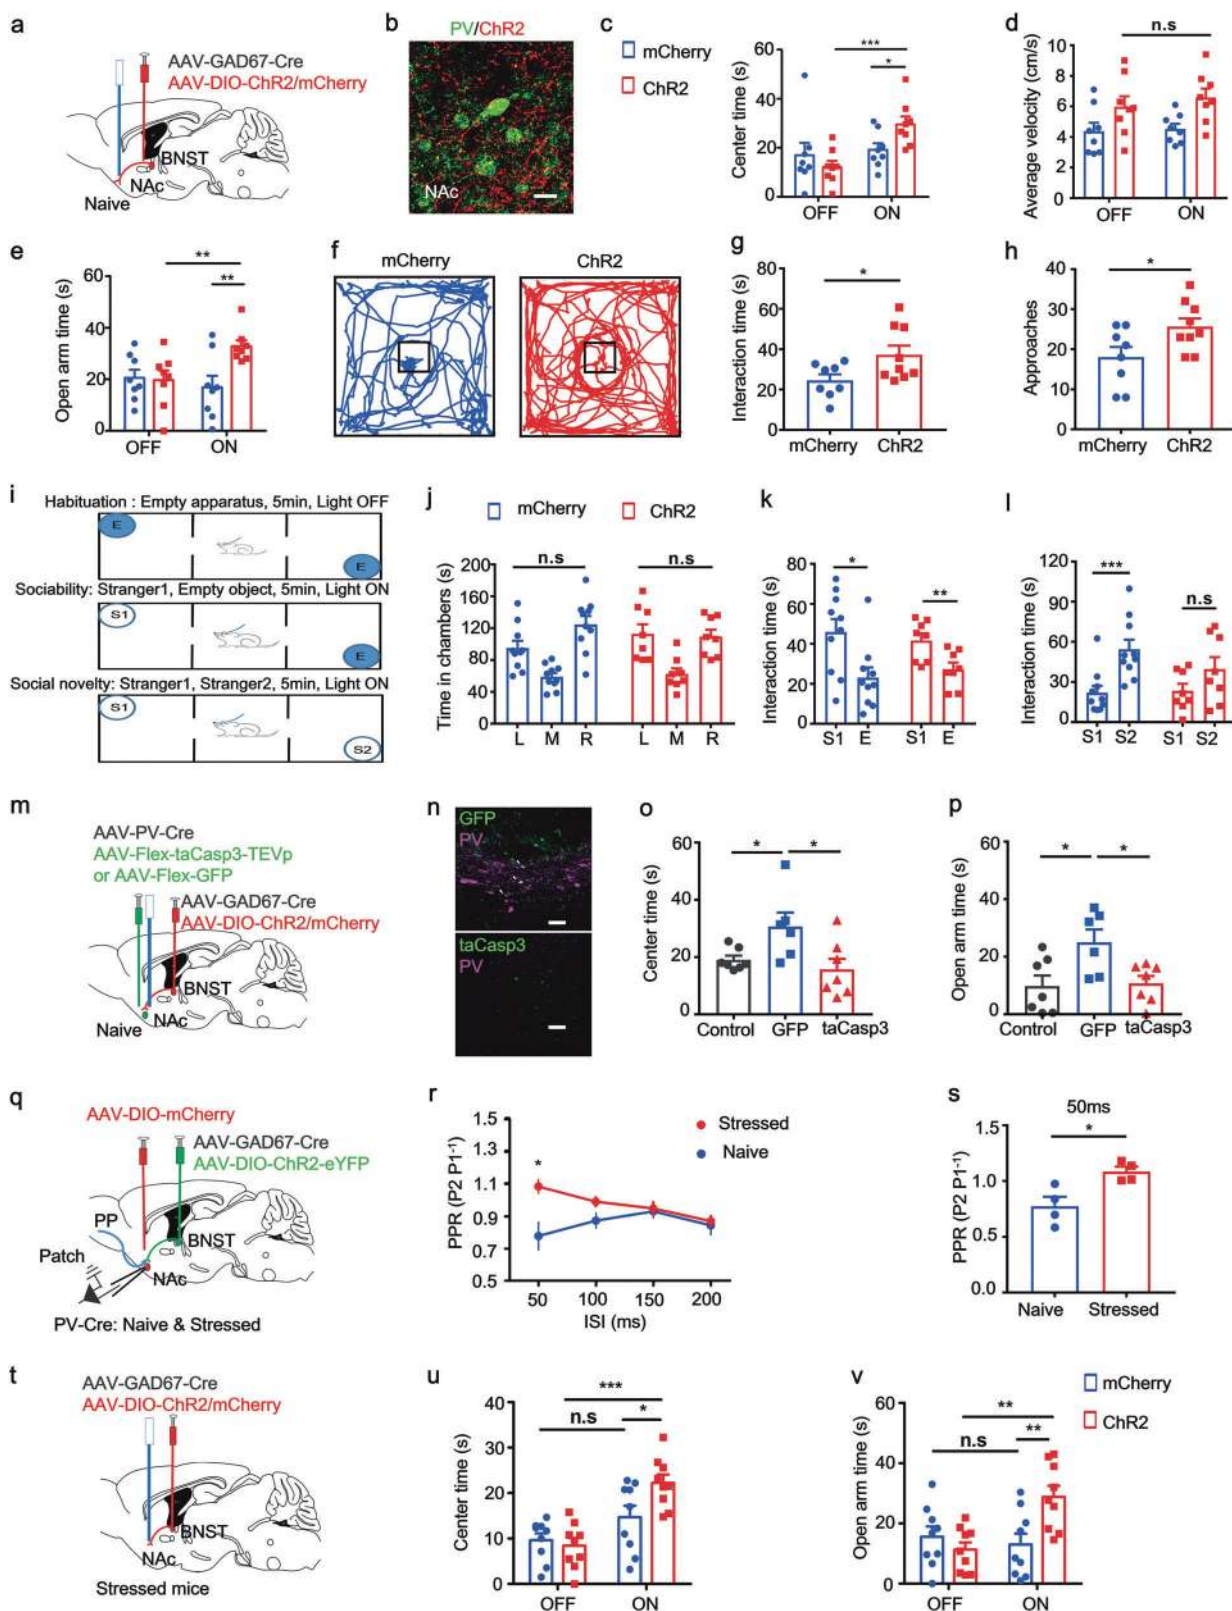 a
AAV-GAD67-Cre
AAV-DIO-ChR2/mCherry
BNST
NAc
Naive
b
PV/ChR2
NAc
c
mCherry
ChR2
Center time (s)
60
40
20
0
***
*
OFF
ON
d
Average velocity (cm/s)
10
8
6
4
2
0
n.s
OFF
ON
e
Open arm time (s)
60
40
20
0
**
**
OFF
ON
f
mCherry
ChR2
g
Interaction time (s)
80
60
40
20
0
*
mCherry
ChR2
h
Approaches
40
30
20
10
0
*
mCherry
ChR2
i
Habituation : Empty apparatus, 5min, Light OFF
E
E
Sociability: Stranger1, Empty object, 5min, Light ON
S1
E
Social novelty: Stranger1, Stranger2, 5min, Light ON
S1
S2
j
mCherry
ChR2
Time in chambers (s)
200
160
120
80
40
0
n.s
n.s
L
M
R
L
M
R
k
Interaction time (s)
80
60
40
20
0
*
**
S1
E
S1
E
l
Interaction time (s)
120
90
60
30
0
***
n.s
S1
S2
S1
S2
m
AAV-PV-Cre
AAV-Flex-taCasp3-TEVp
or AAV-Flex-GFP
AAV-GAD67-Cre
AAV-DIO-ChR2/mCherry
BNST
NAc
Naive
n
GFP
PV
taCasp3
PV
o
Center time (s)
60
40
20
0
*
*
Control
GFP
taCasp3
p
Open arm time (s)
60
40
20
0
*
*
Control
GFP
taCasp3
q
AAV-DIO-mCherry
AAV-GAD67-Cre
AAV-DIO-ChR2-eYFP
PP
BNST
Patch
NAc
PV-Cre: Naive & Stressed
r
PPR (P2 P1⁻¹)
1.5
1.3
1.1
0.9
0.7
0.5
*
Stressed
Naive
50
100
150
200
ISI (ms)
s
50ms
PPR (P2 P1⁻¹)
1.5
1.0
0.5
0.0
*
Naive
Stressed
t
AAV-GAD67-Cre
AAV-DIO-ChR2/mCherry
BNST
NAc
Stressed mice
u
Center time (s)
40
30
20
10
0
***
n.s
*
OFF
ON
v
mCherry
ChR2
Open arm time (s)
60
40
20
0
**
n.s
**
OFF
ON